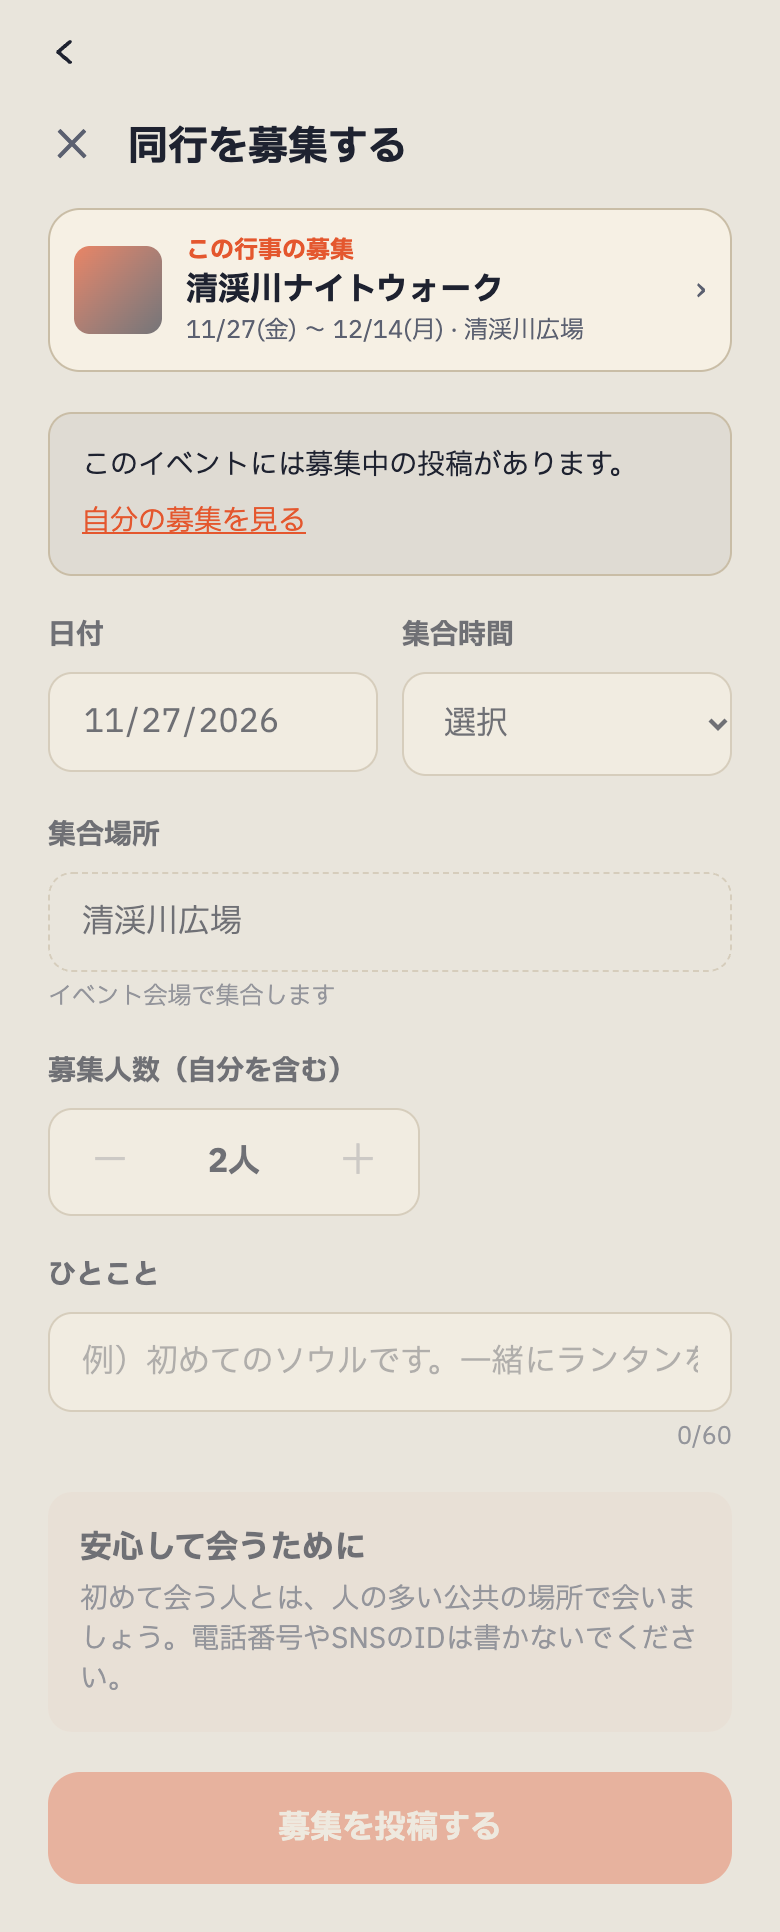 同行を募集する
この行事の募集
清渓川ナイトウォーク
11/27(金) 〜 12/14(月) · 清渓川広場
このイベントには募集中の投稿があります。
自分の募集を見る
日付
集合時間
11/27/2026
選択
集合場所
清渓川広場
イベント会場で集合します
募集人数（自分を含む）
2人
ひとこと
例）初めてのソウルです。一緒にランタンを
0/60
安心して会うために
初めて会う人とは、人の多い公共の場所で会いま
しょう。電話番号やSNSのIDは書かないでくださ
い。
募集を投稿する